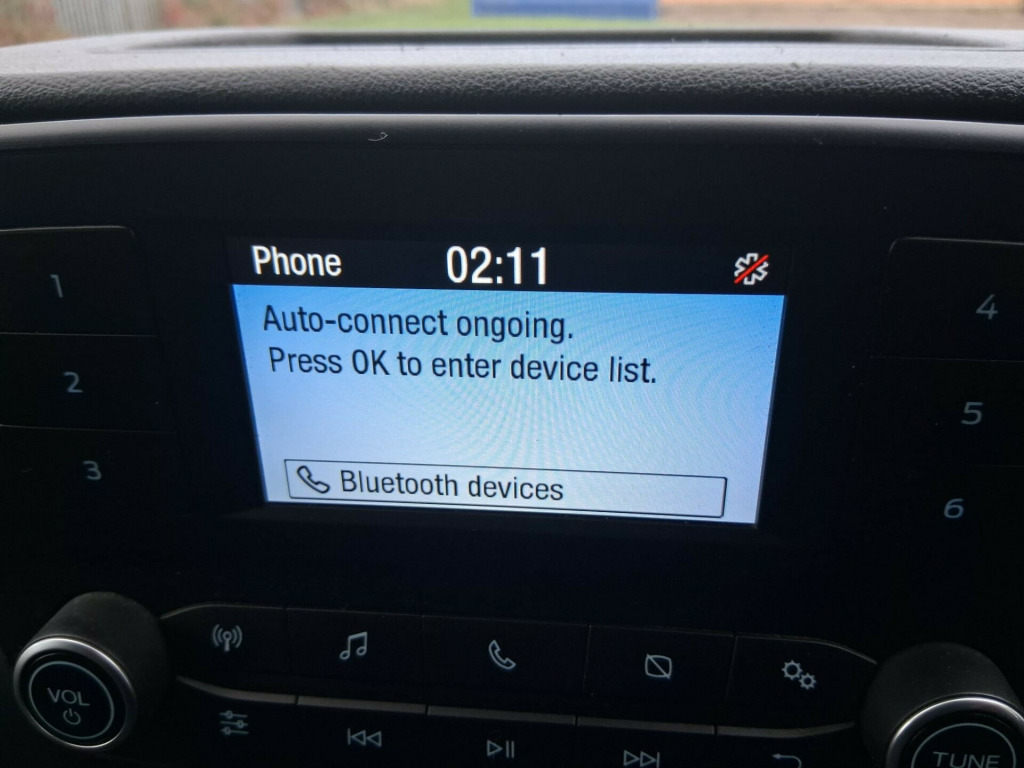 Phone 02:11
Auto-connect ongoing.
Press OK to enter device list.
Bluetooth devices
1
2
3
4
5
6
VOL
TUNE